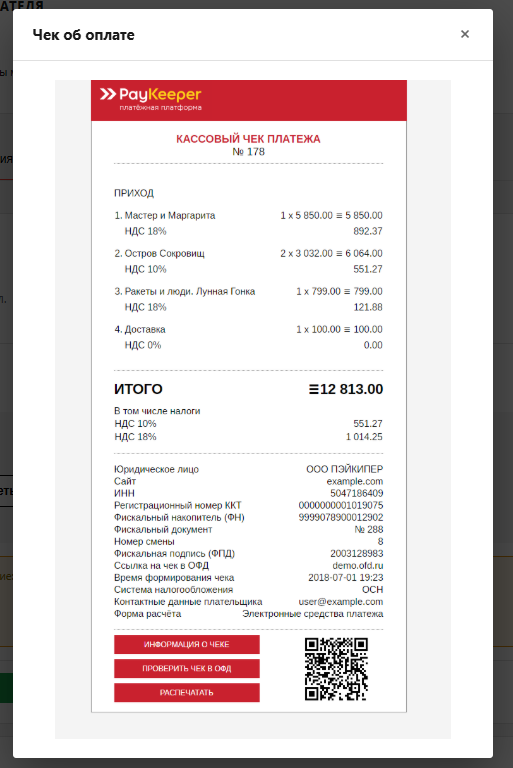 АТЕЛЯ
Чек об оплате
×
PayKeeper
платёжная платформа
КАССОВЫЙ ЧЕК ПЛАТЕЖА
№ 178
ПРИХОД
1. Мастер и Маргарита 1 x 5 850.00 ≡ 5 850.00
НДС 18% 892.37
2. Остров Сокровищ 2 x 3 032.00 ≡ 6 064.00
НДС 10% 551.27
3. Ракеты и люди. Лунная Гонка 1 x 799.00 ≡ 799.00
НДС 18% 121.88
4. Доставка 1 x 100.00 ≡ 100.00
НДС 0% 0.00
ИТОГО ≡12 813.00
В том числе налоги
НДС 10% 551.27
НДС 18% 1 014.25
Юридическое лицо ООО ПЭЙКИПЕР
Сайт example.com
ИНН 5047186409
Регистрационный номер ККТ 0000000001019075
Фискальный накопитель (ФН) 9999078900012902
Фискальный документ № 288
Номер смены 8
Фискальная подпись (ФПД) 2003128983
Ссылка на чек в ОФД demo.ofd.ru
Время формирования чека 2018-07-01 19:23
Система налогообложения ОСН
Контактные данные плательщика user@example.com
Форма расчёта Электронные средства платежа
ИНФОРМАЦИЯ О ЧЕКЕ
ПРОВЕРИТЬ ЧЕК В ОФД
РАСПЕЧАТАТЬ